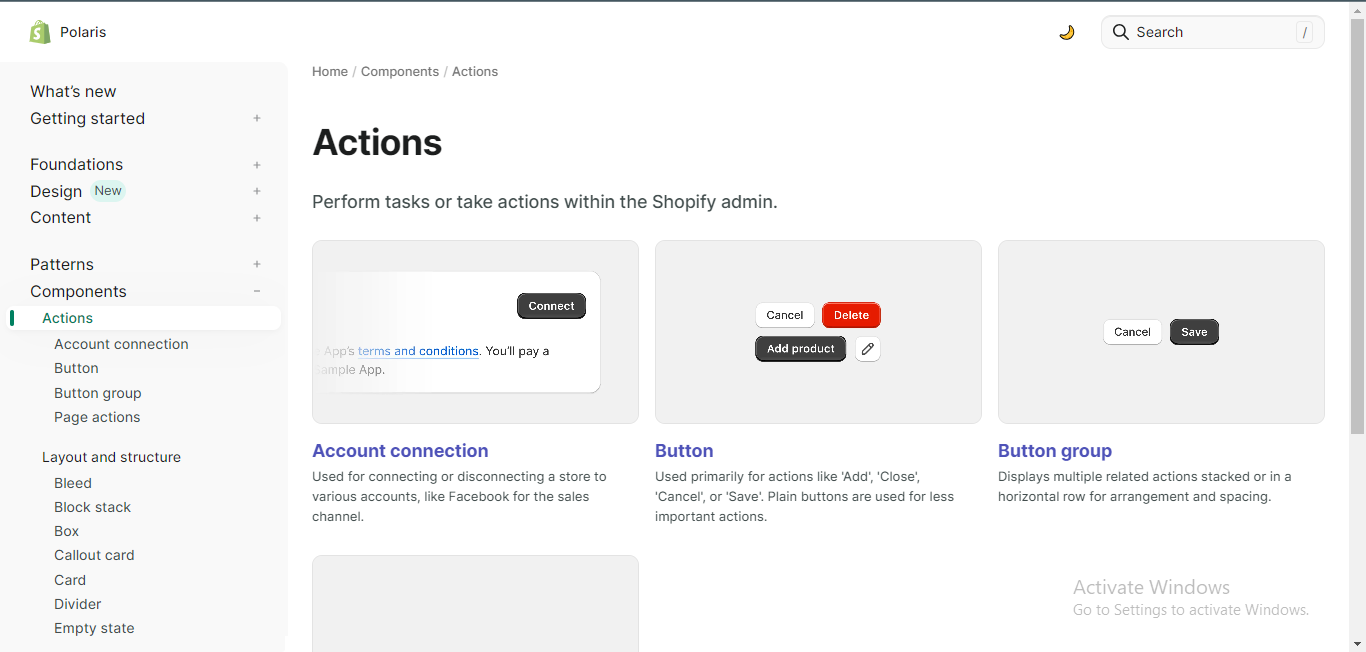 Polaris
Search
/
What's new
Getting started
Foundations
Design New
Content
Patterns
Components
Actions
Account connection
Button
Button group
Page actions
Layout and structure
Bleed
Block stack
Box
Callout card
Card
Divider
Empty state
Home / Components / Actions
Actions
Perform tasks or take actions within the Shopify admin.
Connect
App's terms and conditions. You'll pay a
ample App.
Account connection
Used for connecting or disconnecting a store to
various accounts, like Facebook for the sales
channel.
Cancel Delete
Add product
Button
Used primarily for actions like 'Add', 'Close',
'Cancel', or 'Save'. Plain buttons are used for less
important actions.
Cancel Save
Button group
Displays multiple related actions stacked or in a
horizontal row for arrangement and spacing.
Activate Windows
Go to Settings to activate Windows.